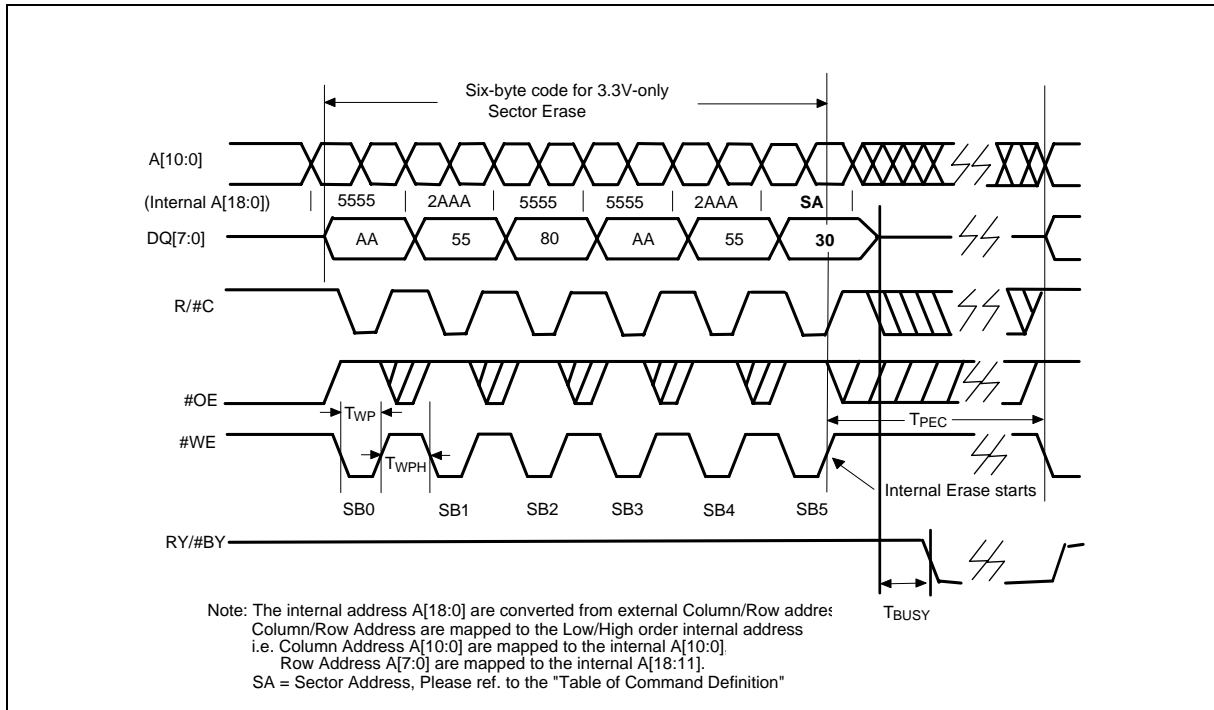 Six-byte code for 3.3V-only
Sector Erase
A[10:0]
(Internal A[18:0]) 5555 2AAA 5555 5555 2AAA SA
DQ[7:0] AA 55 80 AA 55 30
R/#C
#OE
TWP
TPEC
#WE
TWPH
Internal Erase starts
SB0 SB1 SB2 SB3 SB4 SB5
RY/#BY
TBUSY
Note: The internal address A[18:0] are converted from external Column/Row addres
Column/Row Address are mapped to the Low/High order internal address
i.e. Column Address A[10:0] are mapped to the internal A[10:0],
Row Address A[7:0] are mapped to the internal A[18:11].
SA = Sector Address, Please ref. to the "Table of Command Definition"